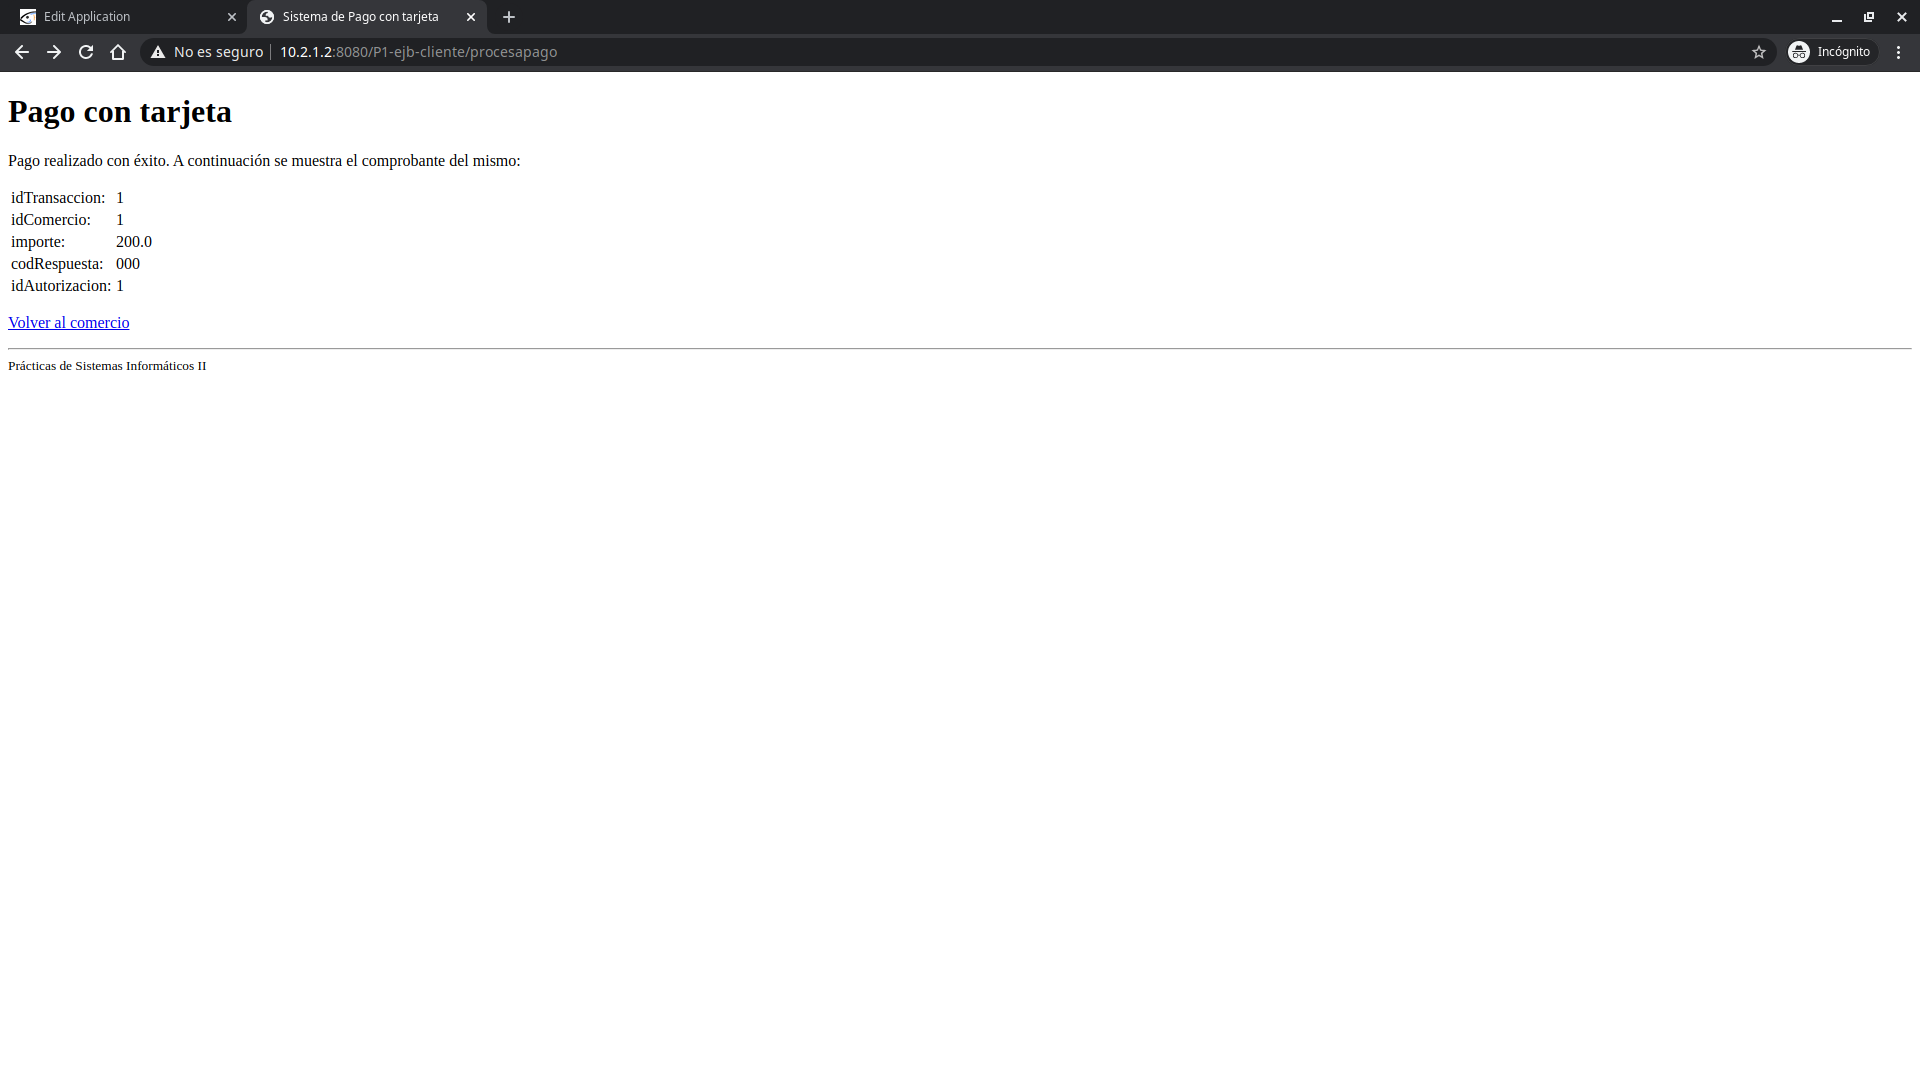 Edit Application
Sistema de Pago con tarjeta
No es seguro 10.2.1.2:8080/P1-ejb-cliente/procesapago
Incógnito
Pago con tarjeta
Pago realizado con éxito. A continuación se muestra el comprobante del mismo:
idTransaccion: 1
idComercio: 1
importe: 200.0
codRespuesta: 000
idAutorizacion: 1
Volver al comercio
Prácticas de Sistemas Informáticos II